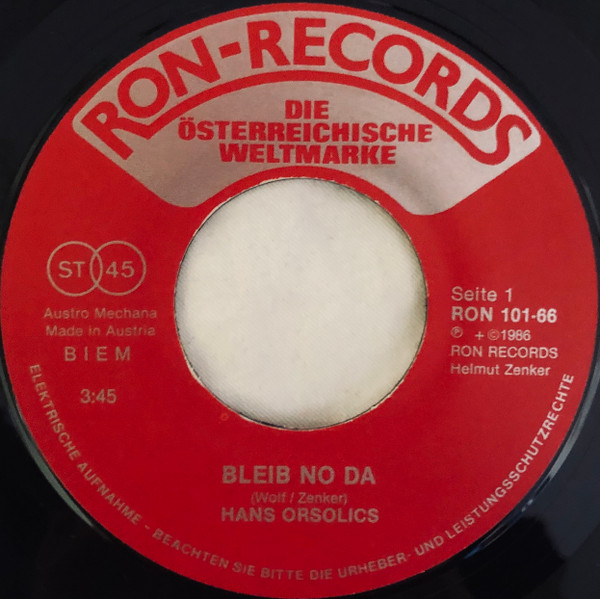 RON-RECORDS
DIE
ÖSTERREICHISCHE
WELTMARKE
ST 45
Austro Mechana
Made in Austria
BIEM
3:45
Seite 1
RON 101-66
℗ + © 1986
RON RECORDS
Helmut Zenker
BLEIB NO DA
(Wolf / Zenker)
HANS ORSOLICS
ELEKTRISCHE AUFNAHME - BEACHTEN SIE BITTE DIE URHEBER- UND LEISTUNGSSCHUTZRECHTE